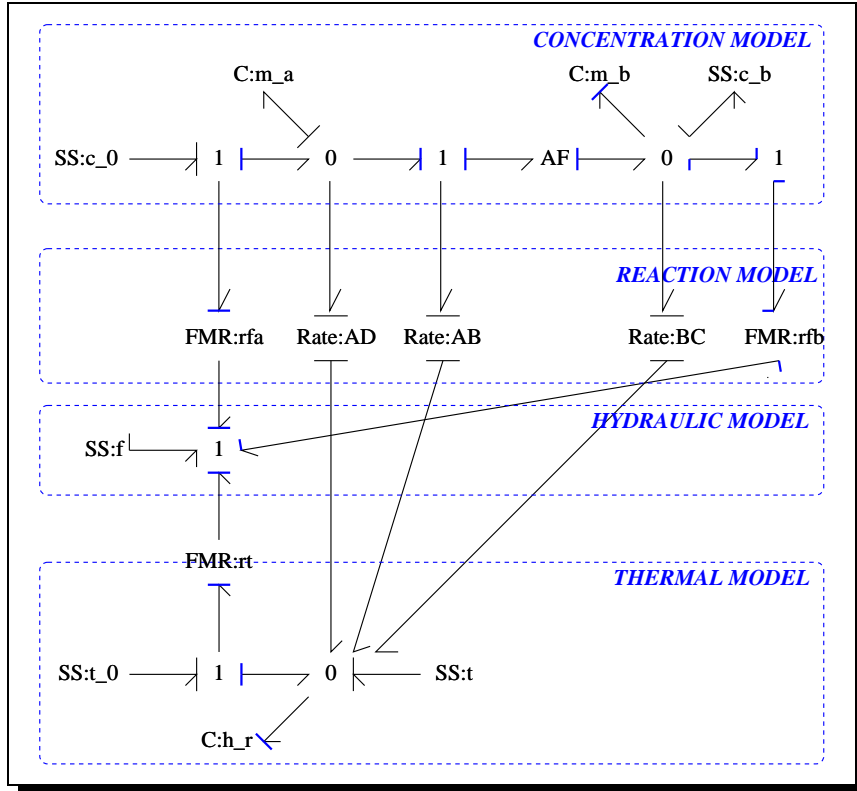 CONCENTRATION MODEL
C:m_a C:m_b SS:c_b
SS:c_0 1 0 1 AF 0 1
REACTION MODEL
FMR:rfa Rate:AD Rate:AB Rate:BC FMR:rfb
HYDRAULIC MODEL
SS:f 1
FMR:rt
THERMAL MODEL
SS:t_0 1 0 SS:t
C:h_r